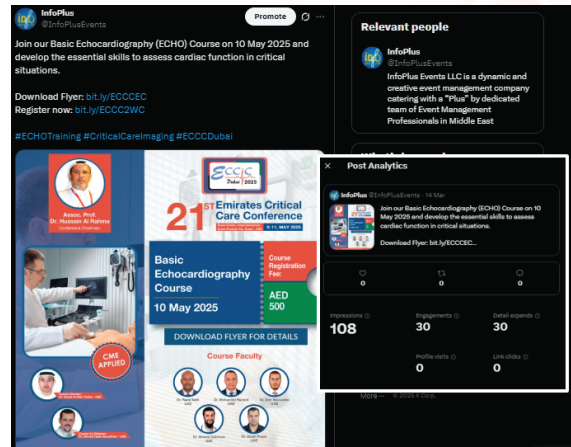 InfoPlus
@InfoPlusEvents
Promote
Join our Basic Echocardiography (ECHO) Course on 10 May 2025 and
develop the essential skills to assess cardiac function in critical
situations.
Download Flyer: bit.ly/ECCCEC
Register now: bit.ly/ECCC2WC
#ECHOTraining #CriticalCareImaging #ECCCDubai
Assoc. Prof.
Dr. Hussain Al Rahma
Conference Chairman
ECCC
Dubai 2025
21ST Emirates Critical
Care Conference
9-11, MAY 2025
Basic
Echocardiography
Course
10 May 2025
Course
Registration
Fee:
AED
500
DOWNLOAD FLYER FOR DETAILS
CME
APPLIED
Course Faculty
Relevant people
InfoPlus
@InfoPlusEvents
InfoPlus Events LLC is a dynamic and
creative event management company
catering with a "Plus" by dedicated
team of Event Management
Professionals in Middle East
Post Analytics
InfoPlus @InfoPlusEvents · 14 Mar
Join our Basic Echocardiography (ECHO) Course on 10
May 2025 and develop the essential skills to assess
cardiac function in critical situations.
Download Flyer: bit.ly/ECCCEC...
0 0 0
Impressions
108
Engagements
30
Detail expands
30
Profile visits
0
Link clicks
0
More ··· © 2025 X Corp.